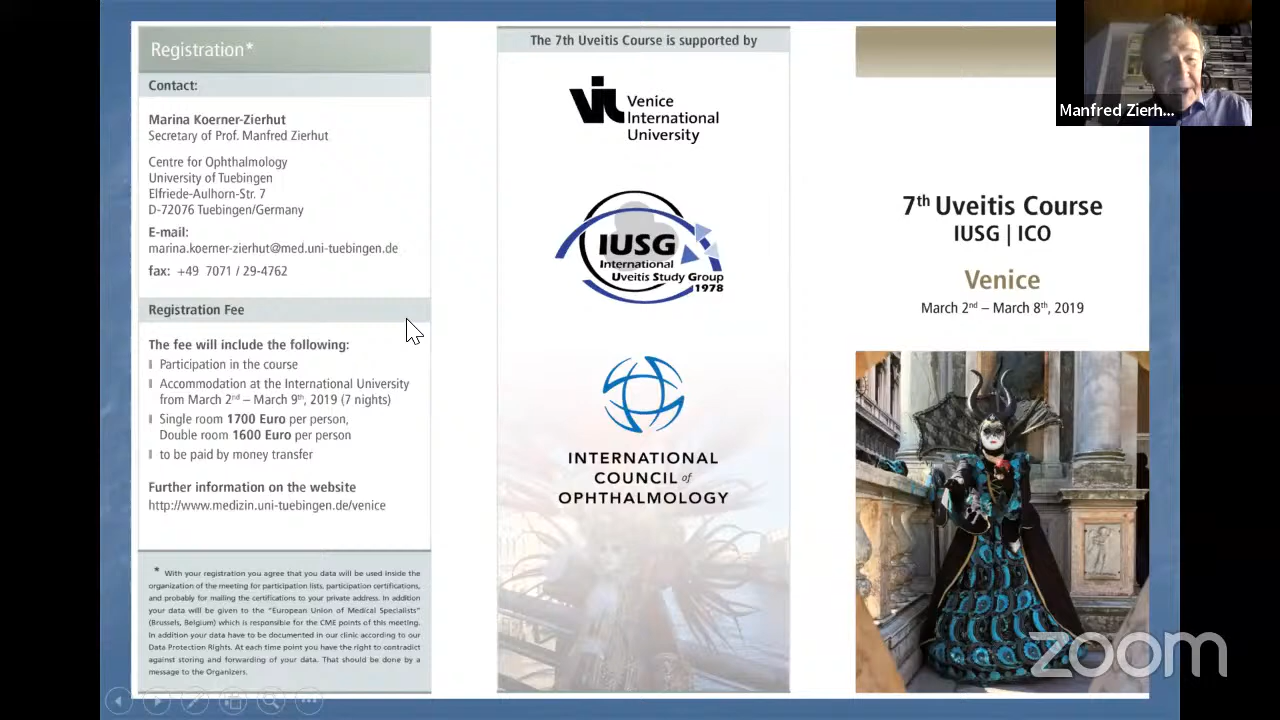 Registration*
Contact:
Marina Koerner-Zierhut
Secretary of Prof. Manfred Zierhut
Centre for Ophthalmology
University of Tuebingen
Elfriede-Aulhorn-Str. 7
D-72076 Tuebingen/Germany
E-mail:
marina.koerner-zierhut@med.uni-tuebingen.de
fax: +49 7071 / 29-4762
Registration Fee
The fee will include the following:
Participation in the course
Accommodation at the International University
from March 2nd – March 9th, 2019 (7 nights)
Single room 1700 Euro per person,
Double room 1600 Euro per person
to be paid by money transfer
Further information on the website
http://www.medizin.uni-tuebingen.de/venice
* With your registration you agree that you data will be used inside the
organization of the meeting for participation lists, participation certifications,
and probably for mailing the certifications to your private address. In addition
your data will be given to the "European Union of Medical Specialists"
(Brussels, Belgium) which is responsible for the CME points of this meeting.
In addition your data have to be documented in our clinic according to our
Data Protection Rights. At each time point you have the right to contradict
against storing and forwarding of your data. That should be done by a
message to the Organizers.
The 7th Uveitis Course is supported by
VIU
Venice
International
University
IUSG
International
Uveitis Study Group
1978
INTERNATIONAL
COUNCIL of
OPHTHALMOLOGY
7th Uveitis Course
IUSG | ICO
Venice
March 2nd – March 8th, 2019
Manfred Zierh...
zoom